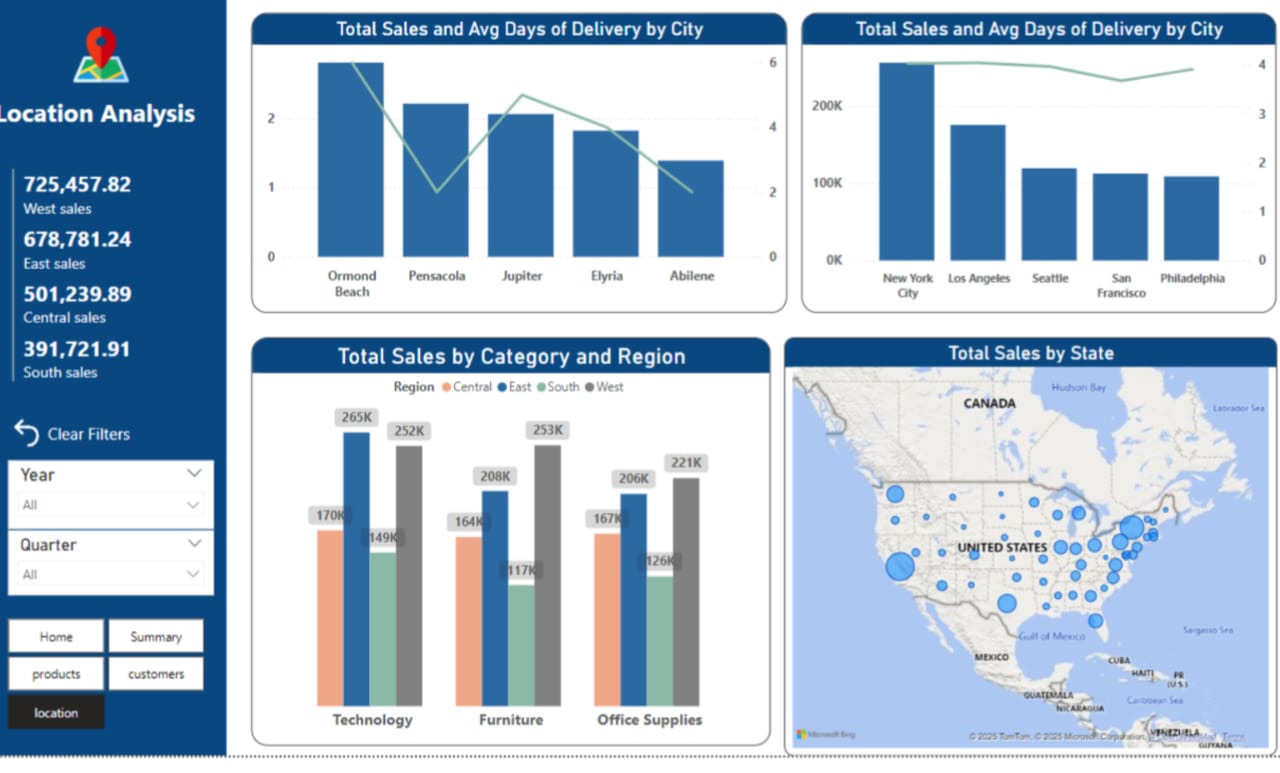 Location Analysis
725,457.82
West sales
678,781.24
East sales
501,239.89
Central sales
391,721.91
South sales
Clear Filters
Year
All
Quarter
All
Home
Summary
products
customers
location
Total Sales and Avg Days of Delivery by City
2
1
0
6
4
2
0
Ormond
Beach
Pensacola
Jupiter
Elyria
Abilene
Total Sales and Avg Days of Delivery by City
200K
100K
0K
4
3
2
1
0
New York
City
Los Angeles
Seattle
San
Francisco
Philadelphia
Total Sales by Category and Region
Region Central East South West
170K
265K
149K
252K
164K
208K
117K
253K
167K
206K
126K
221K
Technology
Furniture
Office Supplies
Total Sales by State
Hudson Bay
CANADA
Labrador Sea
UNITED STATES
Gulf of Mexico
Sargasso Sea
MEXICO
CUBA
HAITI
PR
(U.S.)
GUATEMALA
Caribbean Sea
NICARAGUA
VENEZUELA
GUYANA
Microsoft Bing
© 2025 TomTom, © 2025 Microsoft Corporation,
Terms